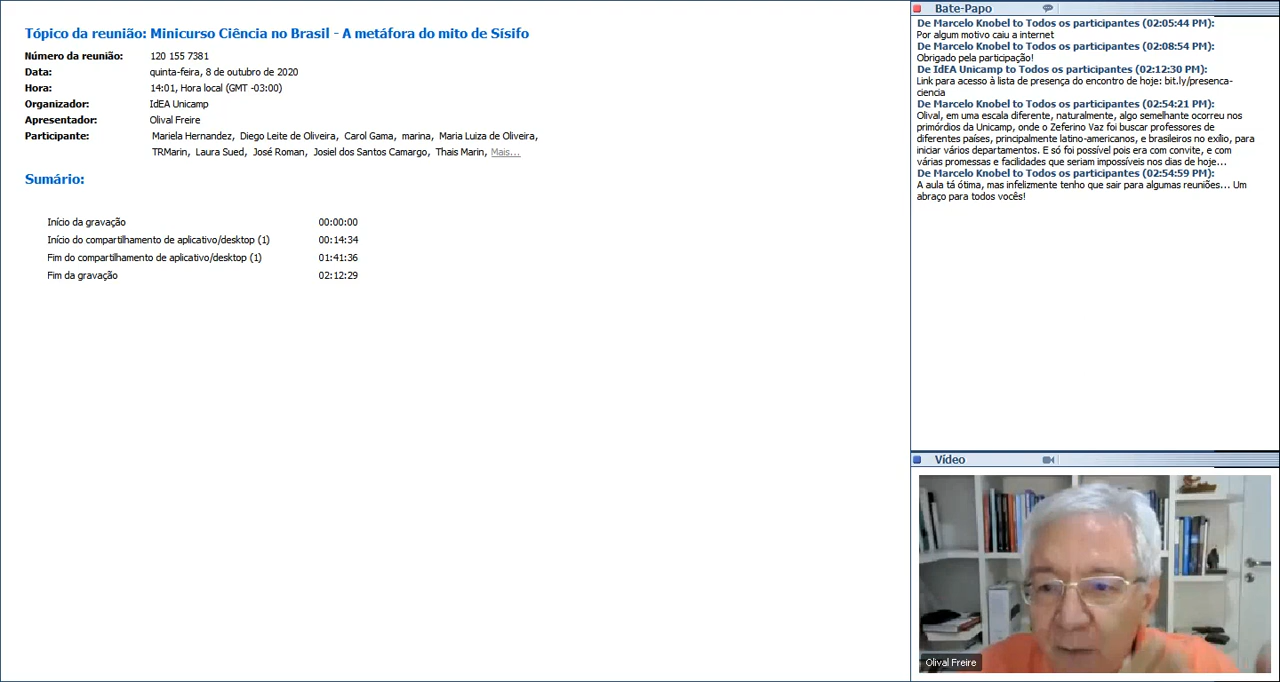 Tópico da reunião: Minicurso Ciência no Brasil - A metáfora do mito de Sísifo
Número da reunião: 120 155 7381
Data: quinta-feira, 8 de outubro de 2020
Hora: 14:01, Hora local (GMT -03:00)
Organizador: IdEA Unicamp
Apresentador: Olival Freire
Participante: Mariela Hernandez, Diego Leite de Oliveira, Carol Gama, marina, Maria Luiza de Oliveira,
TRMarin, Laura Sued, José Roman, Josiel dos Santos Camargo, Thais Marin, Mais...
Sumário:
Início da gravação 00:00:00
Início do compartilhamento de aplicativo/desktop (1) 00:14:34
Fim do compartilhamento de aplicativo/desktop (1) 01:41:36
Fim da gravação 02:12:29
Bate-Papo
De Marcelo Knobel to Todos os participantes (02:05:44 PM):
Por algum motivo caiu a internet
De Marcelo Knobel to Todos os participantes (02:08:54 PM):
Obrigado pela participação!
De IdEA Unicamp to Todos os participantes (02:12:30 PM):
Link para acesso à lista de presença do encontro de hoje: bit.ly/presenca-
ciencia
De Marcelo Knobel to Todos os participantes (02:54:21 PM):
Olival, em uma escala diferente, naturalmente, algo semelhante ocorreu nos
primórdios da Unicamp, onde o Zeferino Vaz foi buscar professores de
diferentes países, principalmente latino-americanos, e brasileiros no exílio, para
iniciar vários departamentos. E só foi possível pois era com convite, e com
várias promessas e facilidades que seriam impossíveis nos dias de hoje...
De Marcelo Knobel to Todos os participantes (02:54:59 PM):
A aula tá ótima, mas infelizmente tenho que sair para algumas reuniões... Um
abraço para todos vocês!
Vídeo
Olival Freire